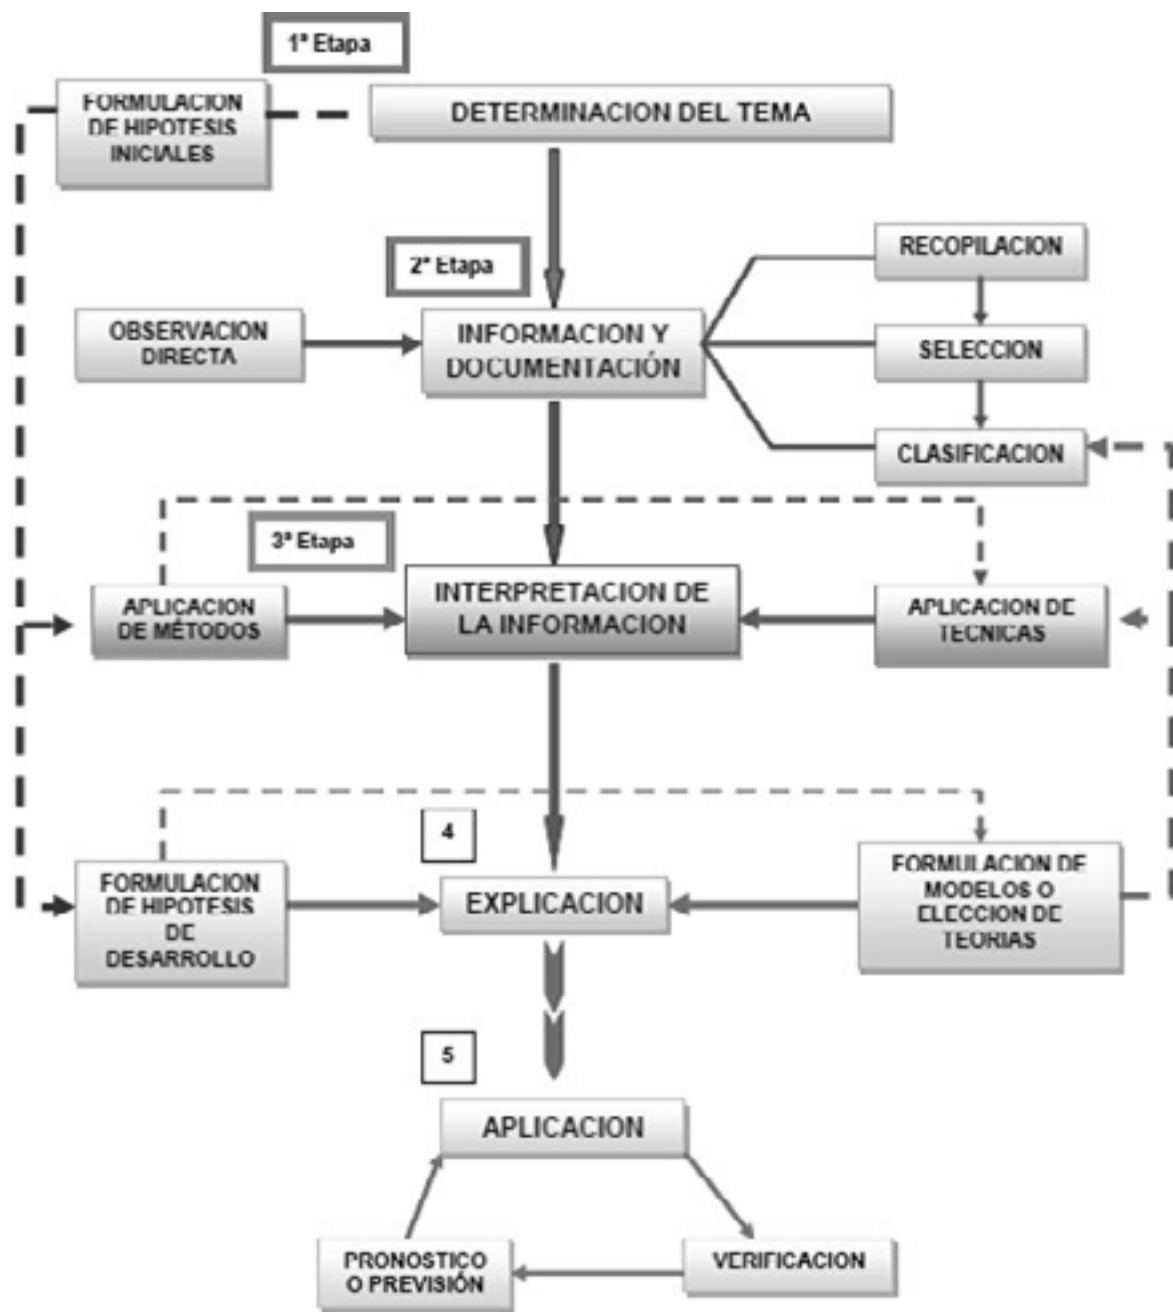 1ª Etapa
FORMULACION
DE HIPOTESIS
INICIALES
DETERMINACION DEL TEMA
2ª Etapa
RECOPILACION
OBSERVACION
DIRECTA
INFORMACION Y
DOCUMENTACIÓN
SELECCION
CLASIFICACION
3ª Etapa
APLICACION
DE MÉTODOS
INTERPRETACION DE
LA INFORMACION
APLICACION DE
TECNICAS
4
FORMULACION
DE HIPOTESIS
DE
DESARROLLO
EXPLICACION
FORMULACION DE
MODELOS O
ELECCION DE
TEORIAS
5
APLICACION
PRONOSTICO
O PREVISIÓN
VERIFICACION